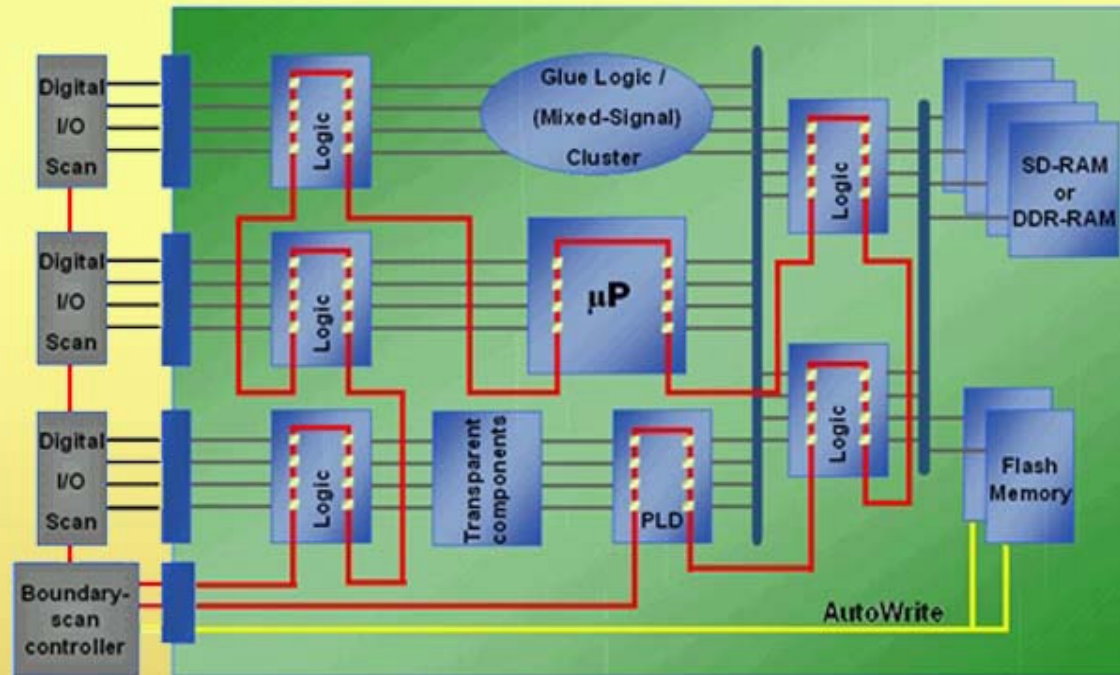 Digital
I/O
Scan
Logic
Glue Logic /
(Mixed-Signal)
Cluster
Logic
SD-RAM
or
DDR-RAM
Digital
I/O
Scan
Logic
μP
Digital
I/O
Scan
Logic
Transparent
components
PLD
Logic
Flash
Memory
Boundary-
scan
controller
AutoWrite